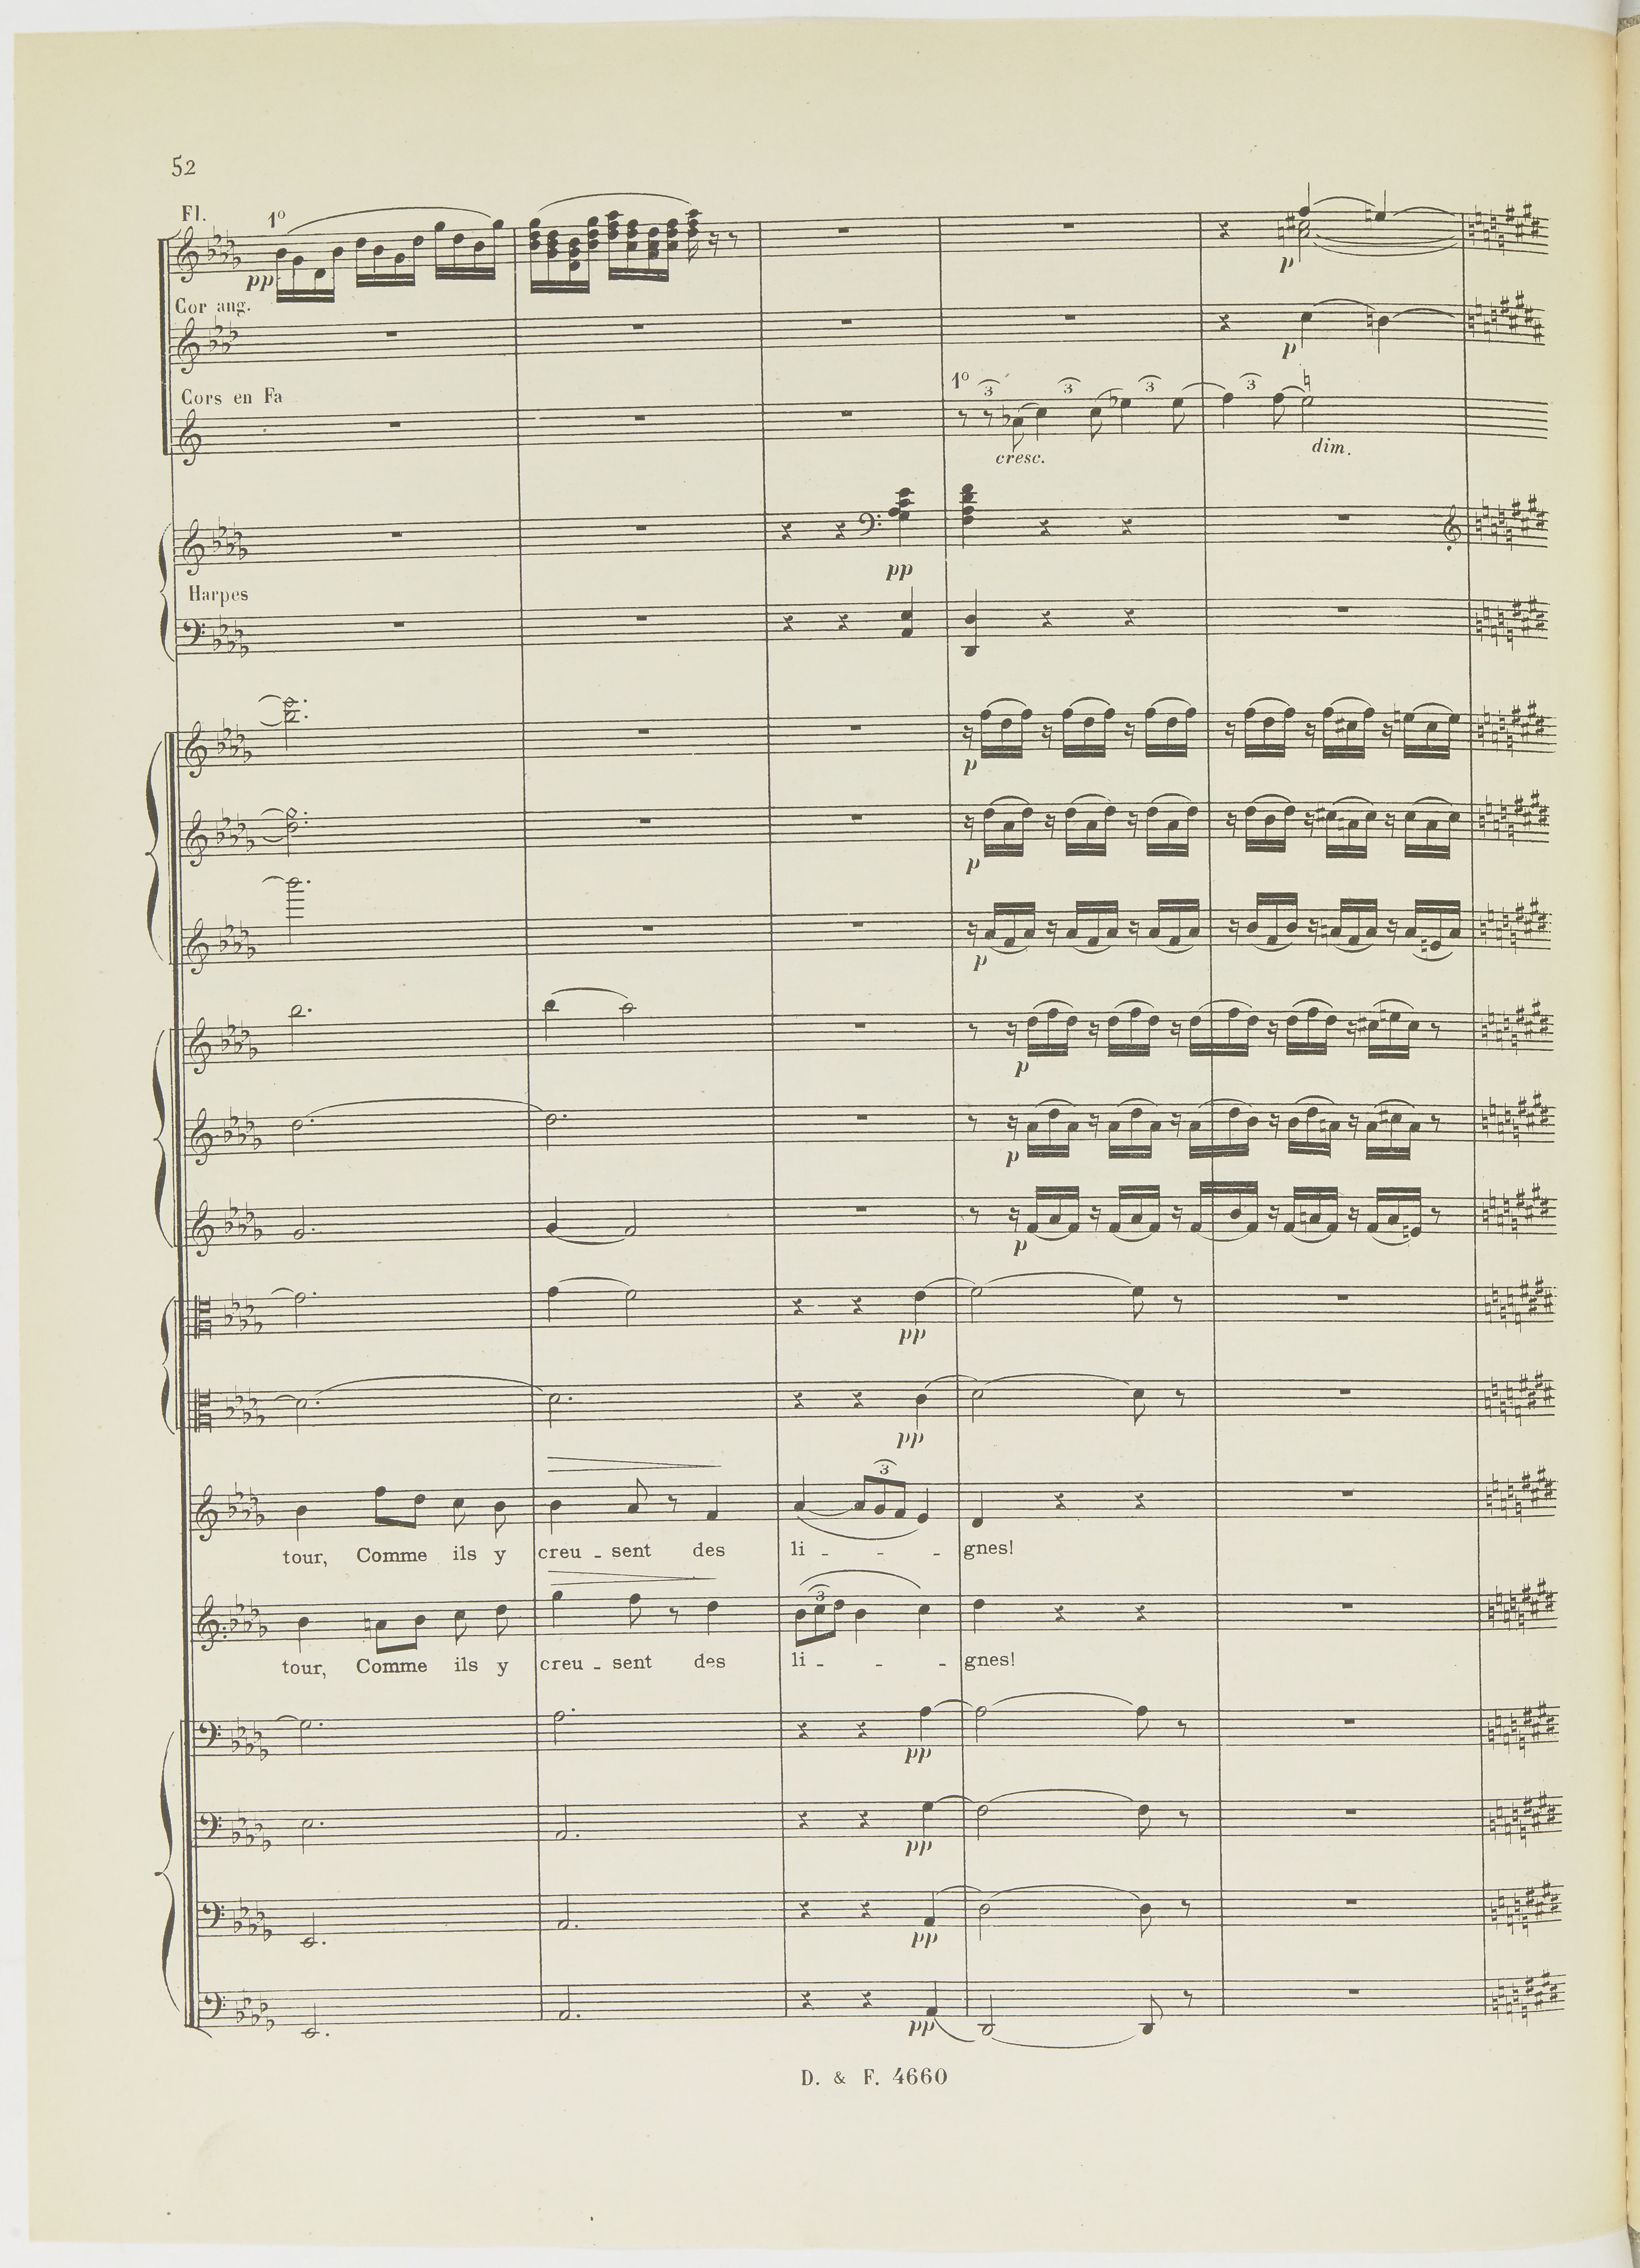 52
Fl.
1º
pp
Cor ang.
p
p
Cors en Fa
1º
3
3
3
3
cresc.
dim.
pp
Harpes
p
p
p
p
p
p
pp
pp
3
tour, Comme ils y creu - sent des li - - - gnes!
3
tour, Comme ils y creu - sent des li - - - gnes!
pp
pp
pp
pp
D. & F. 4660